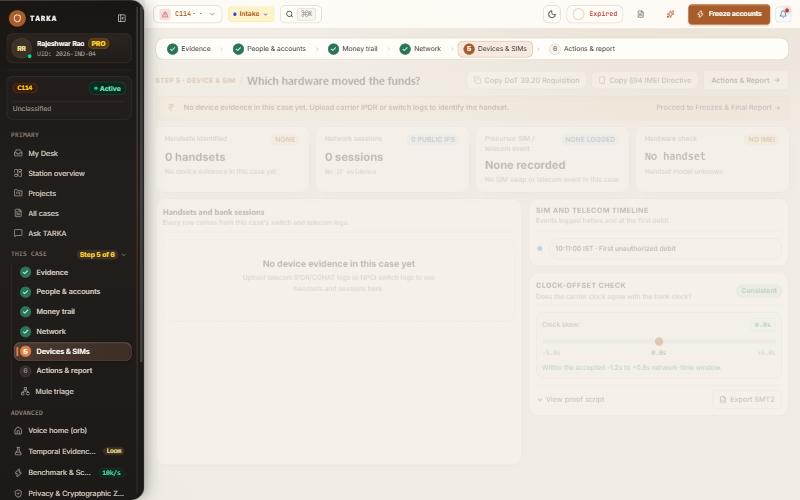 TARKA
C114 - -
Intake
⌘K
Expired
Freeze accounts
RR
Rajeshwar Rao PRO
UID: 2026-IND-04
C114
Active
Unclassified
PRIMARY
My Desk
Station overview
Projects
All cases
Ask TARKA
THIS CASE
Step 5 of 6
Evidence
People & accounts
Money trail
Network
5 Devices & SIMs
6 Actions & report
Mule triage
ADVANCED
Voice home (orb)
Temporal Evidenc... Loom
Benchmark & Sc... 10k/s
Privacy & Cryptographic Z...
Evidence
People & accounts
Money trail
Network
5 Devices & SIMs
6 Actions & report
STEP 5 · DEVICE & SIM / Which hardware moved the funds?
Copy DoT 39.20 Requisition
Copy §94 IMEI Directive
Actions & Report →
₹ No device evidence in this case yet. Upload carrier IPDR or switch logs to identify the handset.
Proceed to Freezes & Final Report →
Handsets identified NONE
0 handsets
No device evidence in this case yet
Network sessions 0 PUBLIC IPS
0 sessions
No IP evidence
Precursor SIM / telecom event NONE LOGGED
None recorded
No SIM swap or telecom event in this case
Hardware check NO IMEI
No handset
Handset model unknown
Handsets and bank sessions
Every row comes from this case's switch and telecom logs
No device evidence in this case yet
Upload telecom IPDR/CGNAT logs or NPCI switch logs to see
handsets and sessions here.
SIM AND TELECOM TIMELINE
Events logged before and at the first debit
10:11:00 IST · First unauthorized debit
CLOCK-OFFSET CHECK
Does the carrier clock agree with the bank clock?
Consistent
Clock skew: 0.0s
-5.0s 0.0s +5.0s
Within the accepted -1.2s to +0.8s network-time window.
View proof script
Export SMT2